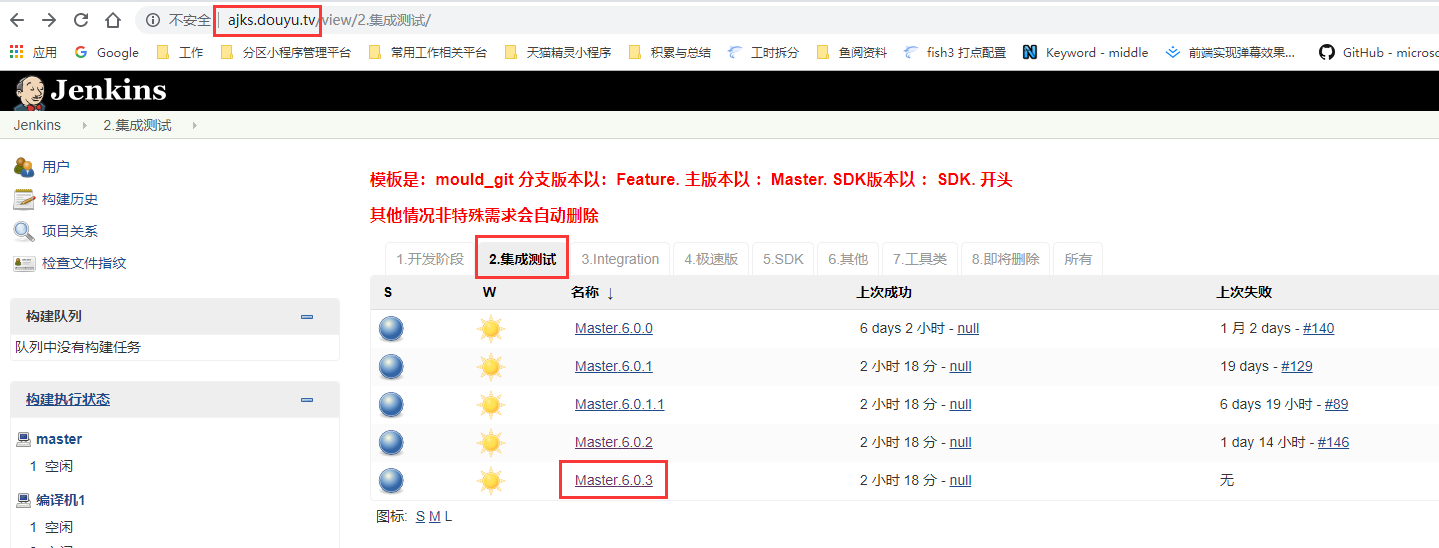 不安全 | ajks.douyu.tv/view/2.集成测试/
应用 Google 工作 分区小程序管理平台 常用工作相关平台 天猫精灵小程序 积累与总结 工时拆分 鱼阅资料 fish3 打点配置 Keyword - middle 前端实现弹幕效果... GitHub - microsc
Jenkins
Jenkins 2.集成测试
用户
构建历史
项目关系
检查文件指纹
构建队列
队列中没有构建任务
构建执行状态
master
1 空闲
编译机1
1 空闲
模板是：mould_git 分支版本以：Feature. 主版本以 ：Master. SDK版本以 ：SDK. 开头
其他情况非特殊需求会自动删除
1.开发阶段 2.集成测试 3.Integration 4.极速版 5.SDK 6.其他 7.工具类 8.即将删除 所有
S W 名称 ↓ 上次成功 上次失败
Master.6.0.0 6 days 2 小时 - null 1 月 2 days - #140
Master.6.0.1 2 小时 18 分 - null 19 days - #129
Master.6.0.1.1 2 小时 18 分 - null 6 days 19 小时 - #89
Master.6.0.2 2 小时 18 分 - null 1 day 14 小时 - #146
Master.6.0.3 2 小时 18 分 - null 无
图标: S M L